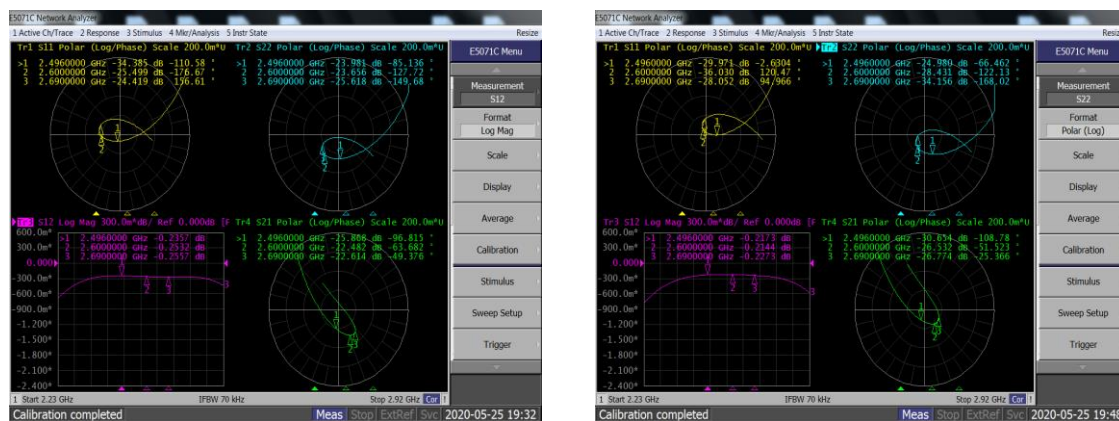 E5071C Network Analyzer
1 Active Ch/Trace 2 Response 3 Stimulus 4 Mkr/Analysis 5 Instr State
Resize
Tr1 S11 Polar (Log/Phase) Scale 200.0m*U
>1 2.4960000 GHz -34.385 dB -110.58 °
2 2.6000000 GHz -25.499 dB -176.67 °
3 2.6900000 GHz -24.419 dB 176.61 °
Tr2 S22 Polar (Log/Phase) Scale 200.0m*U
>1 2.4960000 GHz -23.981 dB -85.136 °
2 2.6000000 GHz -23.656 dB -127.72 °
3 2.6900000 GHz -25.618 dB -149.68 °
Tr3 S12 Log Mag 300.0m*dB/ Ref 0.000dB [F
600.0m*
300.0m*
0.000
-300.0m*
-600.0m*
-900.0m*
-1.200*
-1.500*
-1.800*
-2.100*
-2.400*
>1 2.4960000 GHz -0.2357 dB
2 2.6000000 GHz -0.2532 dB
3 2.6900000 GHz -0.2557 dB
Tr4 S21 Polar (Log/Phase) Scale 200.0m*U
>1 2.4960000 GHz -25.808 dB -96.815 °
2 2.6000000 GHz -22.482 dB -63.682 °
3 2.6900000 GHz -22.614 dB -49.376 °
E5071C Menu
Measurement
S12
Format
Log Mag
Scale
Display
Average
Calibration
Stimulus
Sweep Setup
Trigger
1 Start 2.23 GHz IFBW 70 kHz Stop 2.92 GHz Cor !
Calibration completed Meas Stop ExtRef Svc 2020-05-25 19:32
E5071C Network Analyzer
1 Active Ch/Trace 2 Response 3 Stimulus 4 Mkr/Analysis 5 Instr State
Tr1 S11 Polar (Log/Phase) Scale 200.0m*U
>1 2.4960000 GHz -29.971 dB -2.6304 °
2 2.6000000 GHz -36.030 dB 120.47 °
3 2.6900000 GHz -28.052 dB 94.966 °
Tr2 S22 Polar (Log/Phase) Scale 200.0m*U
>1 2.4960000 GHz -24.980 dB -66.462 °
2 2.6000000 GHz -28.431 dB -122.13 °
3 2.6900000 GHz -34.156 dB -168.02 °
Tr3 S12 Log Mag 300.0m*dB/ Ref 0.000dB [F
600.0m*
300.0m*
0.000
-300.0m*
-600.0m*
-900.0m*
-1.200*
-1.500*
-1.800*
-2.100*
-2.400*
>1 2.4960000 GHz -0.2173 dB
2 2.6000000 GHz -0.2144 dB
3 2.6900000 GHz -0.2273 dB
Tr4 S21 Polar (Log/Phase) Scale 200.0m*U
>1 2.4960000 GHz -30.654 dB -108.78 °
2 2.6000000 GHz -26.532 dB -51.523 °
3 2.6900000 GHz -26.774 dB -25.366 °
E5071C Menu
Measurement
S22
Format
Polar (Log)
Scale
Display
Average
Calibration
Stimulus
Sweep Setup
Trigger
1 Start 2.23 GHz IFBW 70 kHz Stop 2.92 GHz Cor !
Calibration completed Meas Stop ExtRef Svc 2020-05-25 19:48